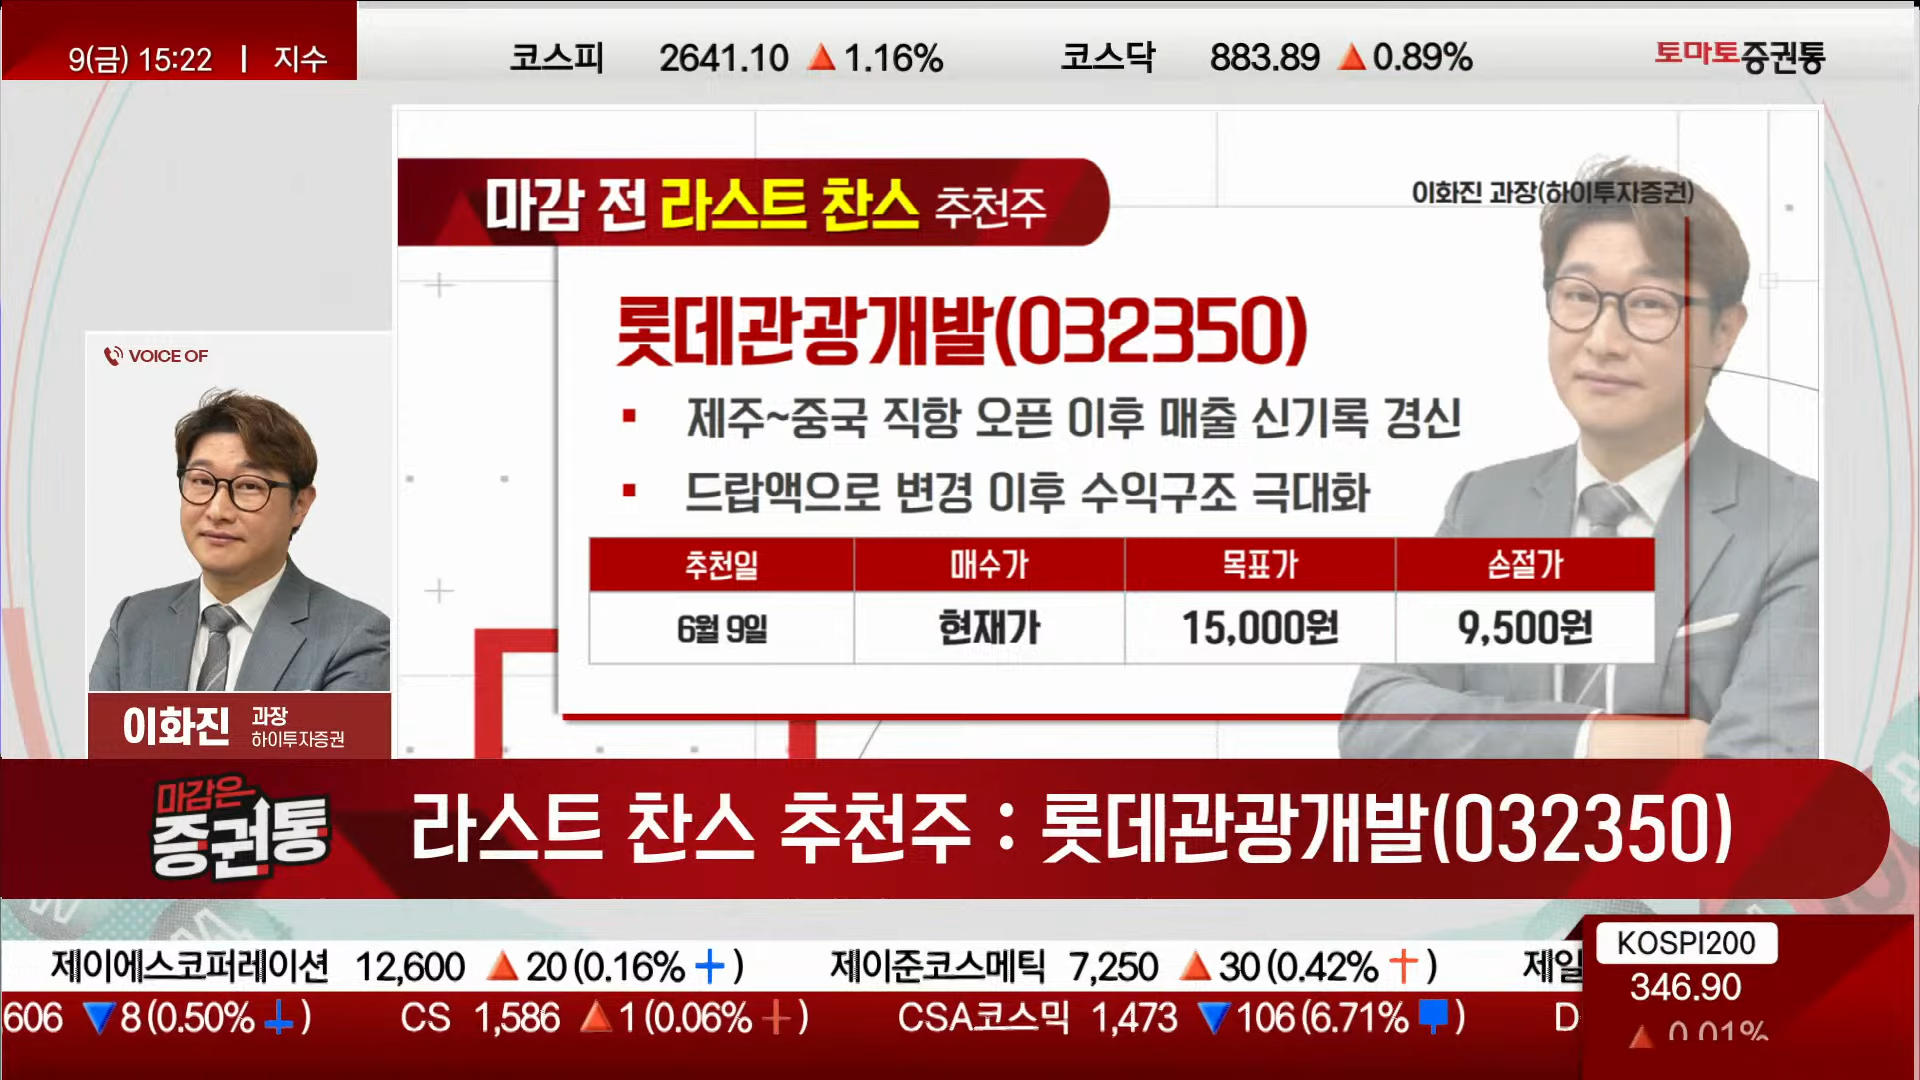 9(금) 15:22 | 지수
코스피 2641.10 ▲1.16% 코스닥 883.89 ▲0.89%
토마토증권통
마감 전 라스트 찬스 추천주
이화진 과장(하이투자증권)
롯데관광개발(032350)
▪ 제주~중국 직항 오픈 이후 매출 신기록 경신
▪ 드랍액으로 변경 이후 수익구조 극대화
추천일 매수가 목표가 손절가
6월 9일 현재가 15,000원 9,500원
VOICE OF
이화진 과장
하이투자증권
마감은
증권통
라스트 찬스 추천주 : 롯데관광개발(032350)
제이에스코퍼레이션 12,600 ▲20(0.16% +) 제이준코스메틱 7,250 ▲30(0.42% +) 제일
606 ▼8(0.50% +) CS 1,586 ▲1(0.06% +) CSA코스믹 1,473 ▼106(6.71% ) D
KOSPI200
346.90
▲ 0.01%